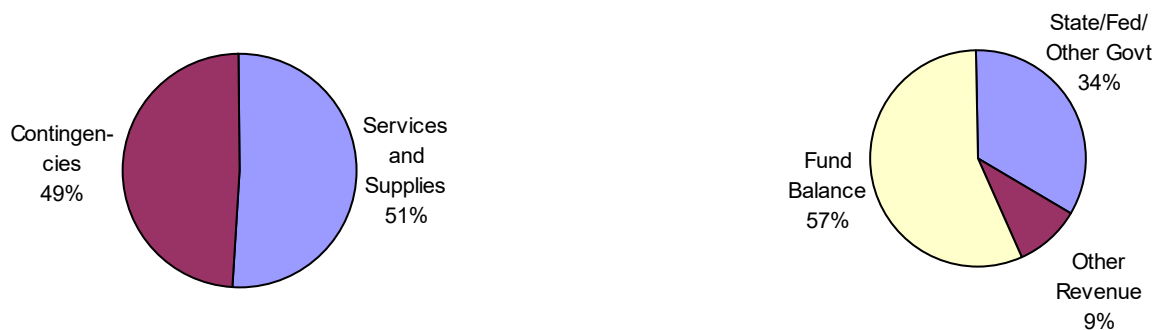 Contingen-
cies
49%
Services
and
Supplies
51%
State/Fed/
Other Govt
34%
Fund
Balance
57%
Other
Revenue
9%